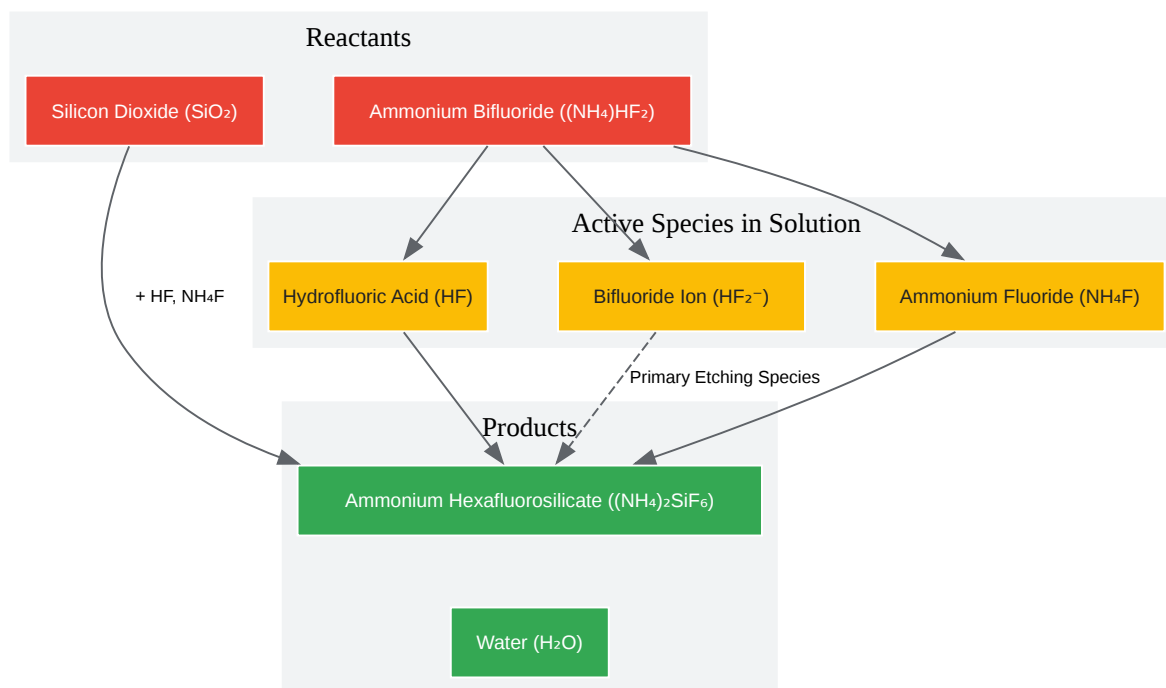 Reactants
Silicon Dioxide (SiO₂)
Ammonium Bifluoride ((NH₄)HF₂)
Active Species in Solution
Hydrofluoric Acid (HF)
Bifluoride Ion (HF₂⁻)
Ammonium Fluoride (NH₄F)
+ HF, NH₄F
Primary Etching Species
Products
Ammonium Hexafluorosilicate ((NH₄)₂SiF₆)
Water (H₂O)